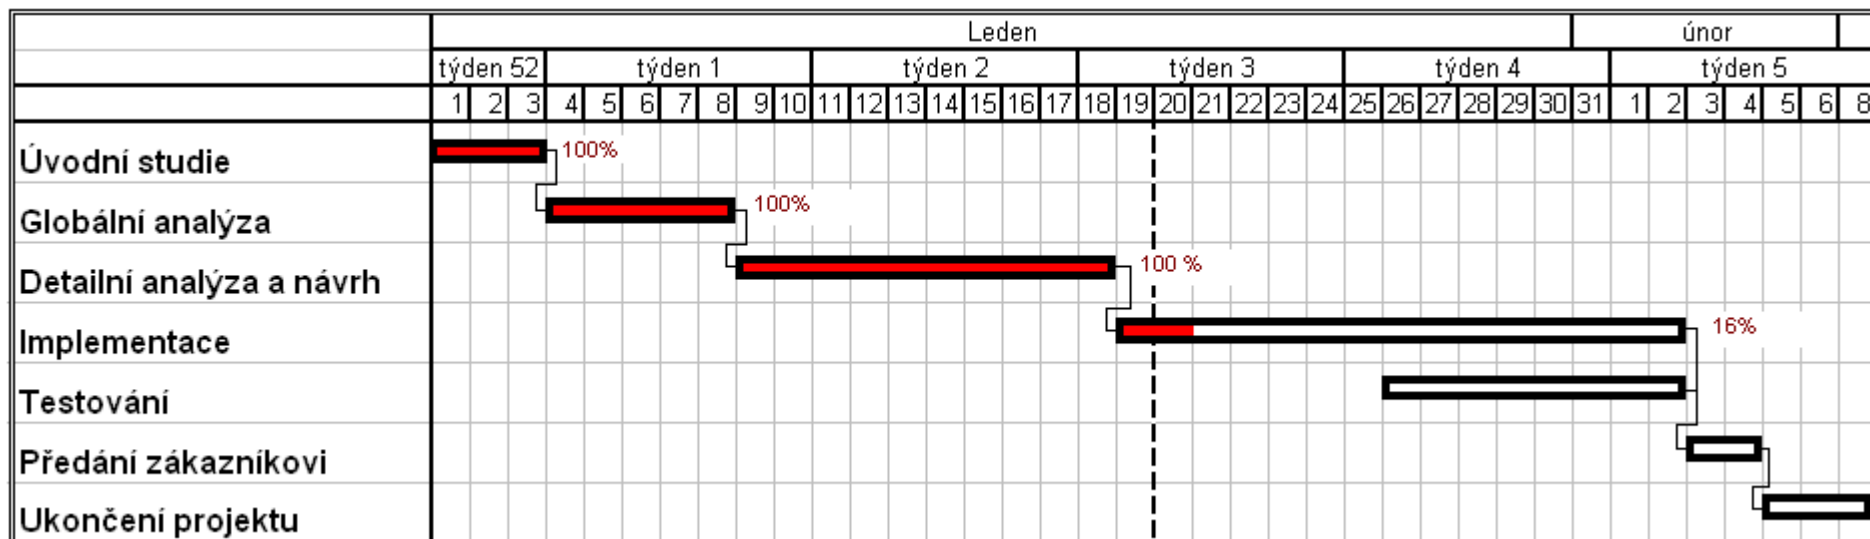 Leden únor
týden 52 týden 1 týden 2 týden 3 týden 4 týden 5
1 2 3 4 5 6 7 8 9 10 11 12 13 14 15 16 17 18 19 20 21 22 23 24 25 26 27 28 29 30 31 1 2 3 4 5 6 8
Úvodní studie 100%
Globální analýza 100%
Detailní analýza a návrh 100 %
Implementace 16%
Testování
Předání zákazníkovi
Ukončení projektu